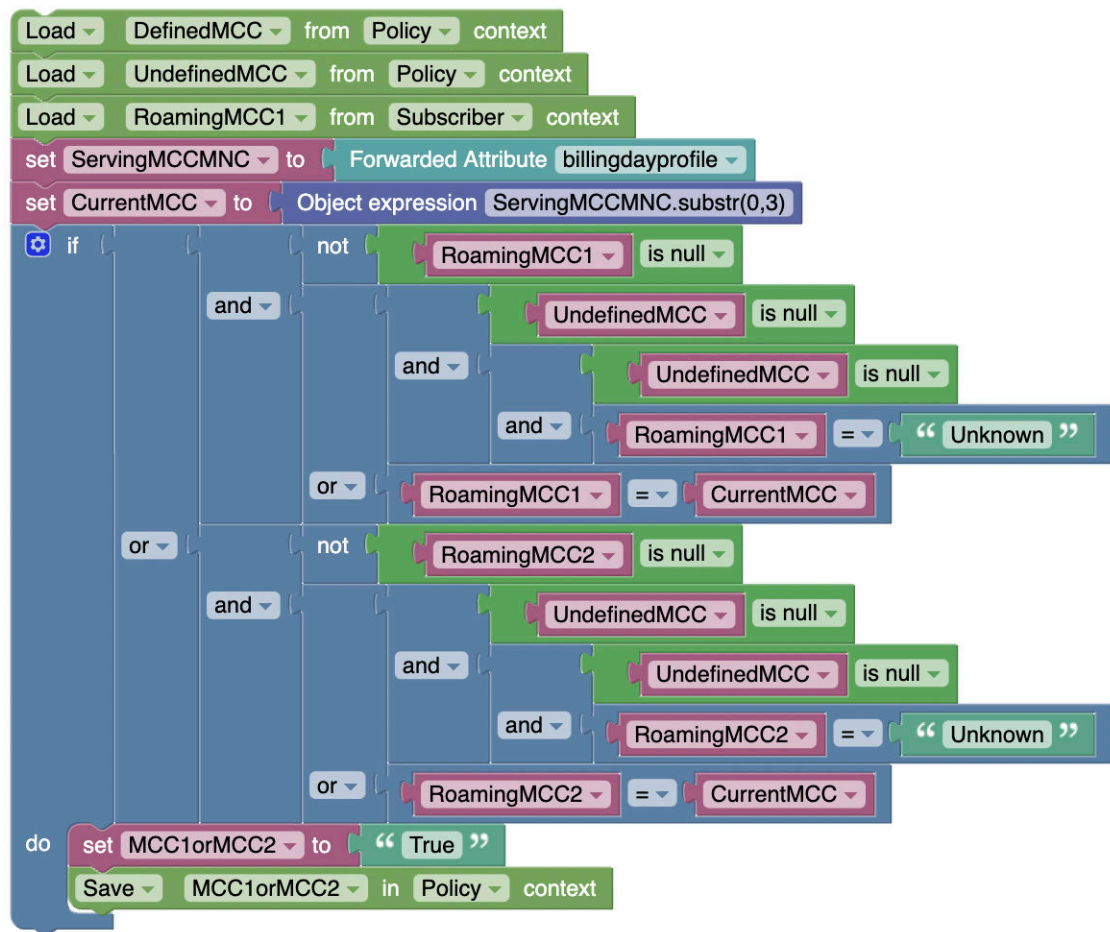 Load DefinedMCC from Policy context
Load UndefinedMCC from Policy context
Load RoamingMCC1 from Subscriber context
set ServingMCCMNC to Forwarded Attribute billingdayprofile
set CurrentMCC to Object expression ServingMCCMNC.substr(0,3)
if not RoamingMCC1 is null
and UndefinedMCC is null
and UndefinedMCC is null
and RoamingMCC1 = “ Unknown ”
or RoamingMCC1 = CurrentMCC
or not RoamingMCC2 is null
and UndefinedMCC is null
and UndefinedMCC is null
and RoamingMCC2 = “ Unknown ”
or RoamingMCC2 = CurrentMCC
do set MCC1orMCC2 to “ True ”
Save MCC1orMCC2 in Policy context